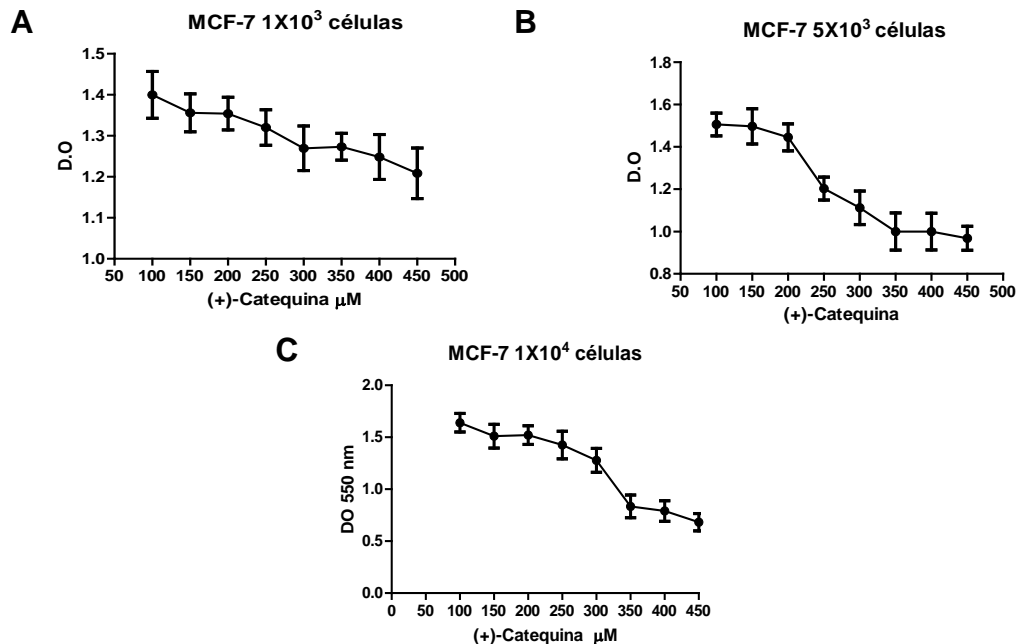 A
MCF-7 1X10³ células
1.5
1.4
1.3
1.2
1.1
1.0
D.O
50 100 150 200 250 300 350 400 450 500
(+)-Catequina μM
B
MCF-7 5X10³ células
1.8
1.6
1.4
1.2
1.0
0.8
D.O
50 100 150 200 250 300 350 400 450 500
(+)-Catequina
C
MCF-7 1X10⁴ células
2.0
1.5
1.0
0.5
0.0
DO 550 nm
0 50 100 150 200 250 300 350 400 450
(+)-Catequina μM